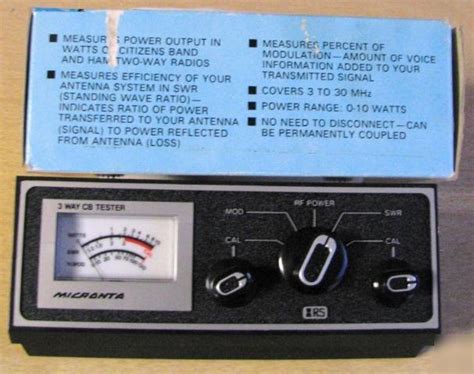 MEASURES POWER OUTPUT IN
WATTS OF CITIZENS BAND
AND HAM TWO-WAY RADIOS
MEASURES EFFICIENCY OF YOUR
ANTENNA SYSTEM IN SWR
(STANDING WAVE RATIO)—
INDICATES RATIO OF POWER
TRANSFERRED TO YOUR ANTENNA
(SIGNAL) TO POWER REFLECTED
FROM ANTENNA (LOSS)
MEASURES PERCENT OF
MODULATION—AMOUNT OF VOICE
INFORMATION ADDED TO YOUR
TRANSMITTED SIGNAL
COVERS 3 TO 30 MHz
POWER RANGE: 0-10 WATTS
NO NEED TO DISCONNECT—CAN
BE PERMANENTLY COUPLED
3 WAY CB TESTER
WATTS
SWR
%MOD
MICRONTA
RF POWER
MOD
SWR
CAL
CAL
RS